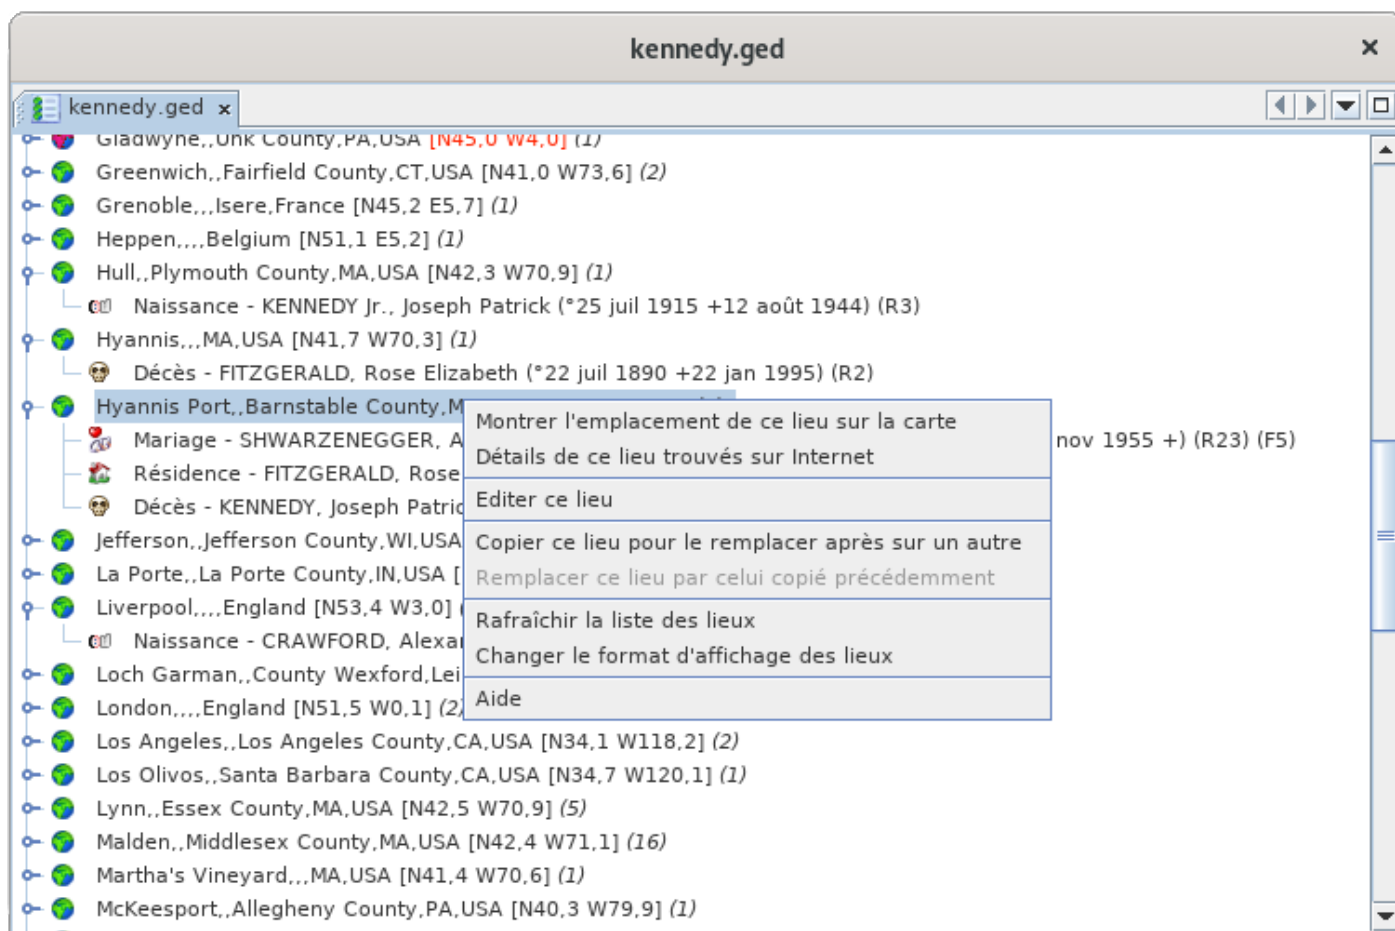 kennedy.ged
kennedy.ged
Gladwyne,,Unk County,PA,USA [N45,0 W4,0] (1)
Greenwich,,Fairfield County,CT,USA [N41,0 W73,6] (2)
Grenoble,,,Isere,France [N45,2 E5,7] (1)
Heppen,,,,Belgium [N51,1 E5,2] (1)
Hull,,Plymouth County,MA,USA [N42,3 W70,9] (1)
Naissance - KENNEDY Jr., Joseph Patrick (°25 juil 1915 +12 août 1944) (R3)
Hyannis,,,MA,USA [N41,7 W70,3] (1)
Décès - FITZGERALD, Rose Elizabeth (°22 juil 1890 +22 jan 1995) (R2)
Hyannis Port,,Barnstable County,M
Mariage - SHWARZENEGGER, A nov 1955 +) (R23) (F5)
Résidence - FITZGERALD, Rose
Décès - KENNEDY, Joseph Patric
Jefferson,,Jefferson County,WI,USA
La Porte,,La Porte County,IN,USA [
Liverpool,,,,England [N53,4 W3,0] (
Naissance - CRAWFORD, Alexa
Loch Garman,,County Wexford,Lei
London,,,,England [N51,5 W0,1] (2)
Montrer l'emplacement de ce lieu sur la carte
Détails de ce lieu trouvés sur Internet
Editer ce lieu
Copier ce lieu pour le remplacer après sur un autre
Remplacer ce lieu par celui copié précédemment
Rafraîchir la liste des lieux
Changer le format d'affichage des lieux
Aide
Los Angeles,,Los Angeles County,CA,USA [N34,1 W118,2] (2)
Los Olivos,,Santa Barbara County,CA,USA [N34,7 W120,1] (1)
Lynn,,Essex County,MA,USA [N42,5 W70,9] (5)
Malden,,Middlesex County,MA,USA [N42,4 W71,1] (16)
Martha's Vineyard,,,MA,USA [N41,4 W70,6] (1)
McKeesport,,Allegheny County,PA,USA [N40,3 W79,9] (1)